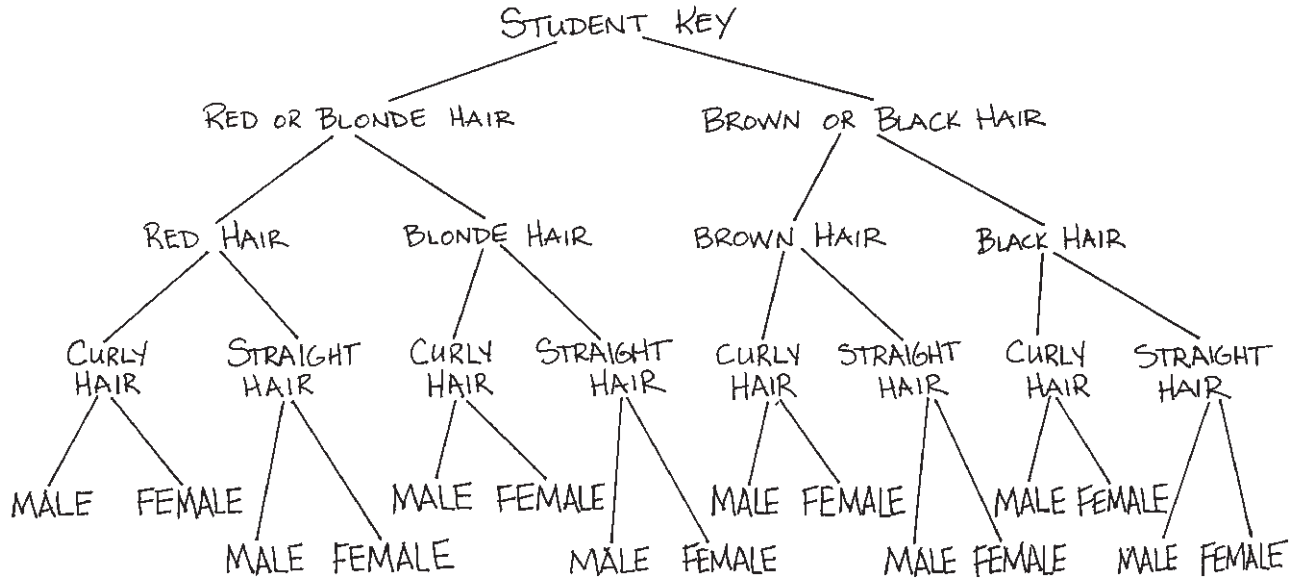 STUDENT KEY
RED OR BLONDE HAIR BROWN OR BLACK HAIR
RED HAIR BLONDE HAIR BROWN HAIR BLACK HAIR
CURLY STRAIGHT CURLY STRAIGHT CURLY STRAIGHT CURLY STRAIGHT
HAIR HAIR HAIR HAIR HAIR HAIR HAIR HAIR
MALE FEMALE MALE FEMALE MALE FEMALE MALE FEMALE
MALE FEMALE MALE FEMALE MALE FEMALE MALE FEMALE